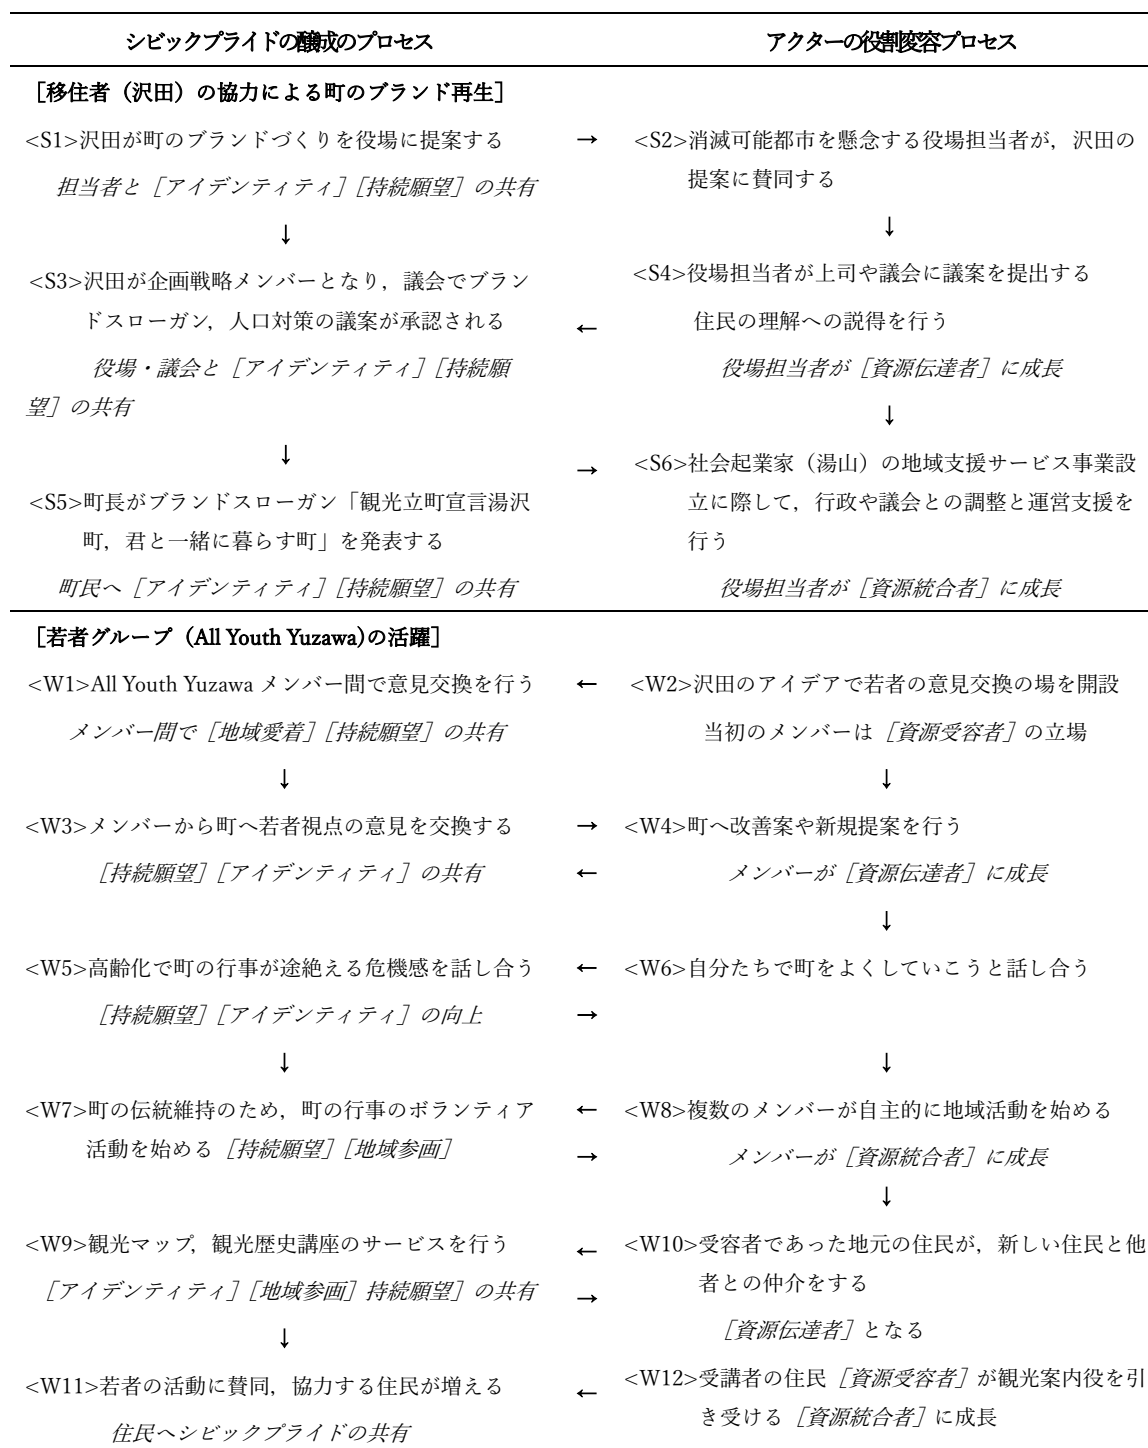 シビックプライドの醸成のプロセス
アクターの役割変容プロセス
［移住者（沢田）の協力による町のブランド再生］
<S1>沢田が町のブランドづくりを役場に提案する
→
<S2>消滅可能都市を懸念する役場担当者が，沢田の
担当者と［アイデンティティ］［持続願望］の共有
提案に賛同する
↓
↓
<S3>沢田が企画戦略メンバーとなり，議会でブラン
ドスローガン，人口対策の議案が承認される
役場・議会と［アイデンティティ］［持続願
望］の共有
←
<S4>役場担当者が上司や議会に議案を提出する
住民の理解への説得を行う
役場担当者が［資源伝達者］に成長
↓
↓
<S5>町長がブランドスローガン「観光立町宣言湯沢
町，君と一緒に暮らす町」を発表する
町民へ［アイデンティティ］［持続願望］の共有
→
<S6>社会起業家（湯山）の地域支援サービス事業設
立に際して，行政や議会との調整と運営支援を
行う
役場担当者が［資源統合者］に成長
［若者グループ（All Youth Yuzawa)の活躍］
<W1>All Youth Yuzawa メンバー間で意見交換を行う
←
<W2>沢田のアイデアで若者の意見交換の場を開設
メンバー間で［地域愛着］［持続願望］の共有
当初のメンバーは［資源受容者］の立場
↓
↓
<W3>メンバーから町へ若者視点の意見を交換する
→
<W4>町へ改善案や新規提案を行う
［持続願望］［アイデンティティ］の共有
←
メンバーが［資源伝達者］に成長
↓
<W5>高齢化で町の行事が途絶える危機感を話し合う
←
<W6>自分たちで町をよくしていこうと話し合う
［持続願望］［アイデンティティ］の向上
→
↓
↓
<W7>町の伝統維持のため，町の行事のボランティア
←
<W8>複数のメンバーが自主的に地域活動を始める
活動を始める［持続願望］［地域参画］
→
メンバーが［資源統合者］に成長
↓
<W9>観光マップ，観光歴史講座のサービスを行う
←
<W10>受容者であった地元の住民が，新しい住民と他
［アイデンティティ］［地域参画］持続願望］の共有
→
者との仲介をする
［資源伝達者］となる
↓
<W11>若者の活動に賛同，協力する住民が増える
←
<W12>受講者の住民［資源受容者］が観光案内役を引
住民へシビックプライドの共有
き受ける［資源統合者］に成長